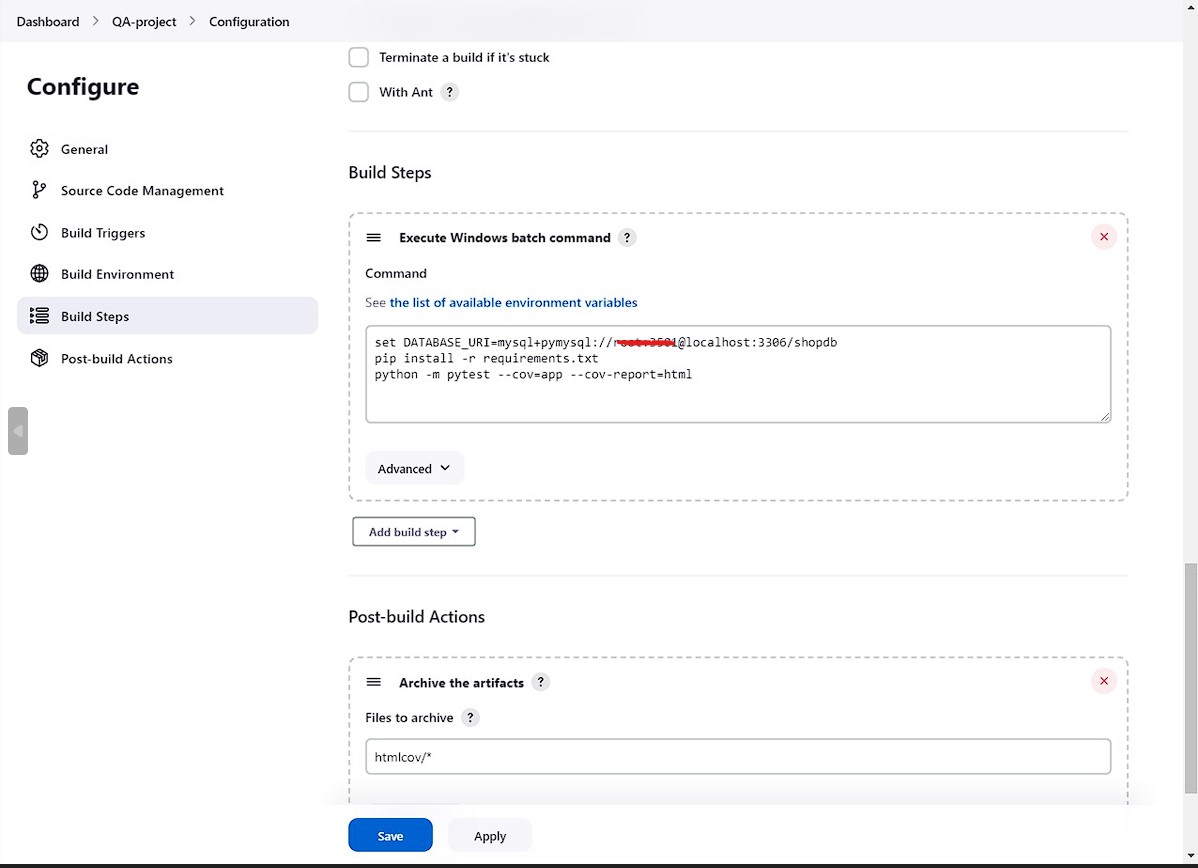 Dashboard > QA-project > Configuration
Configure
General
Source Code Management
Build Triggers
Build Environment
Build Steps
Post-build Actions
Terminate a build if it's stuck
With Ant ?
Build Steps
Execute Windows batch command ?
Command
See the list of available environment variables
set DATABASE_URI=mysql+pymysql://@localhost:3306/shopdb
pip install -r requirements.txt
python -m pytest --cov=app --cov-report=html
Advanced
Add build step
Post-build Actions
Archive the artifacts ?
Files to archive ?
htmlcov/*
Save
Apply